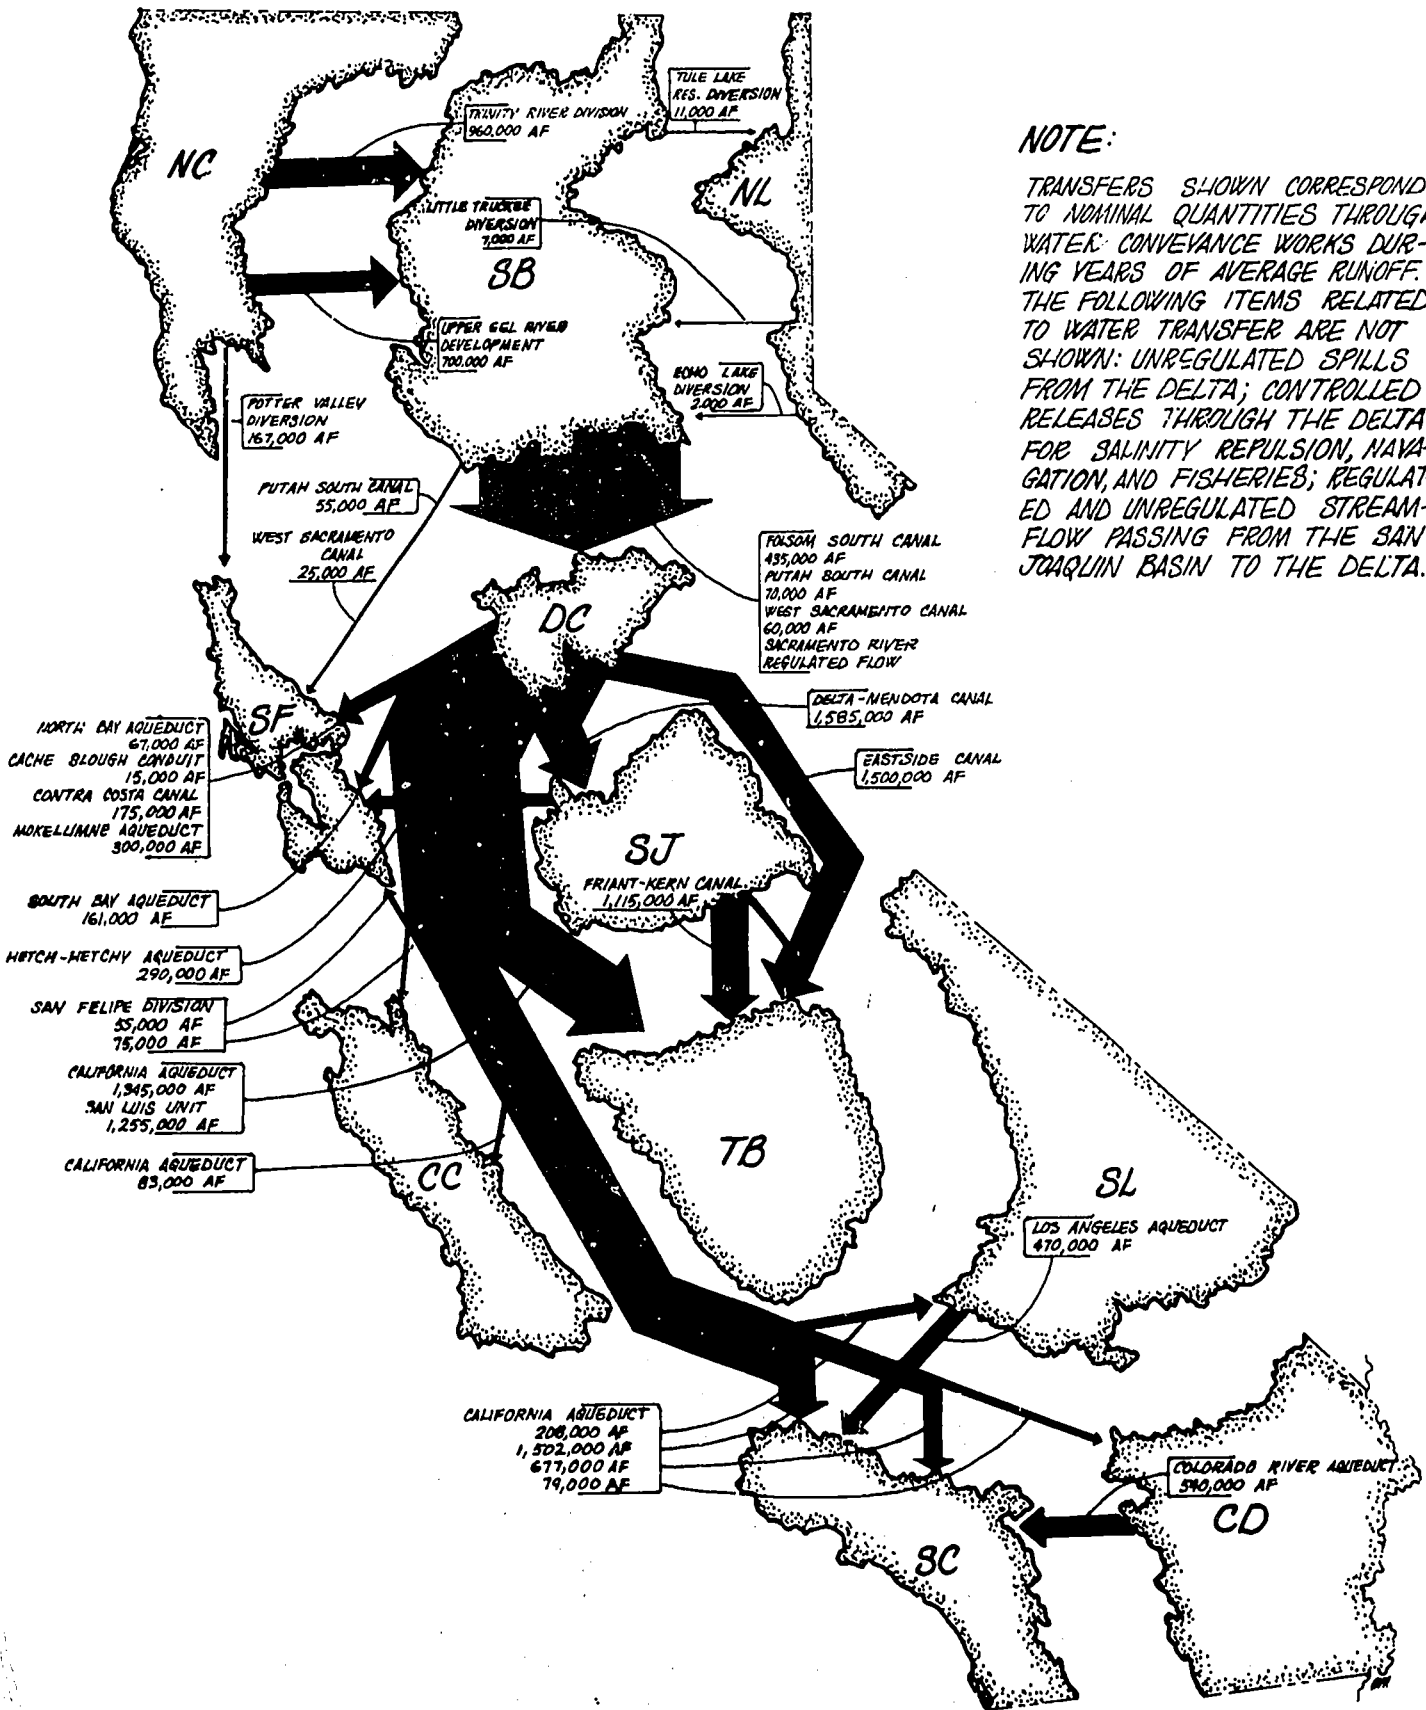 TULE LAKE
RES. DIVERSION
11,000 AF
TRINITY RIVER DIVISION
960,000 AF
NC
NL
LITTLE TRUCKEE
DIVERSION
7,000 AF
SB
UPPER EEL RIVER
DEVELOPMENT
700,000 AF
ECHO LAKE
DIVERSION
2,000 AF
POTTER VALLEY
DIVERSION
167,000 AF
PUTAH SOUTH CANAL
55,000 AF
WEST SACRAMENTO
CANAL
25,000 AF
NOTE:
TRANSFERS SHOWN CORRESPOND
TO NOMINAL QUANTITIES THROUGH
WATER CONVEYANCE WORKS DUR-
ING YEARS OF AVERAGE RUNOFF.
THE FOLLOWING ITEMS RELATED
TO WATER TRANSFER ARE NOT
SHOWN: UNREGULATED SPILLS
FROM THE DELTA; CONTROLLED
RELEASES THROUGH THE DELTA
FOR SALINITY REPULSION, NAVA-
GATION, AND FISHERIES; REGULAT-
ED AND UNREGULATED STREAM-
FLOW PASSING FROM THE SAN
JOAQUIN BASIN TO THE DELTA.
FOLSOM SOUTH CANAL
435,000 AF
PUTAH SOUTH CANAL
70,000 AF
WEST SACRAMENTO CANAL
60,000 AF
SACRAMENTO RIVER
REGULATED FLOW
DC
DELTA-MENDOTA CANAL
1,585,000 AF
EASTSIDE CANAL
1,500,000 AF
SF
NORTH BAY AQUEDUCT
67,000 AF
CACHE SLOUGH CONDUIT
15,000 AF
CONTRA COSTA CANAL
175,000 AF
MOKELUMNE AQUEDUCT
300,000 AF
SJ
FRIANT-KERN CANAL
1,115,000 AF
SOUTH BAY AQUEDUCT
161,000 AF
HETCH-HETCHY AQUEDUCT
290,000 AF
SAN FELIPE DIVISION
55,000 AF
75,000 AF
CALIFORNIA AQUEDUCT
1,345,000 AF
SAN LUIS UNIT
1,255,000 AF
CALIFORNIA AQUEDUCT
83,000 AF
CC
TB
SL
LOS ANGELES AQUEDUCT
470,000 AF
CALIFORNIA AQUEDUCT
208,000 AF
1,502,000 AF
677,000 AF
79,000 AF
COLORADO RIVER AQUEDUCT
540,000 AF
CD
SC